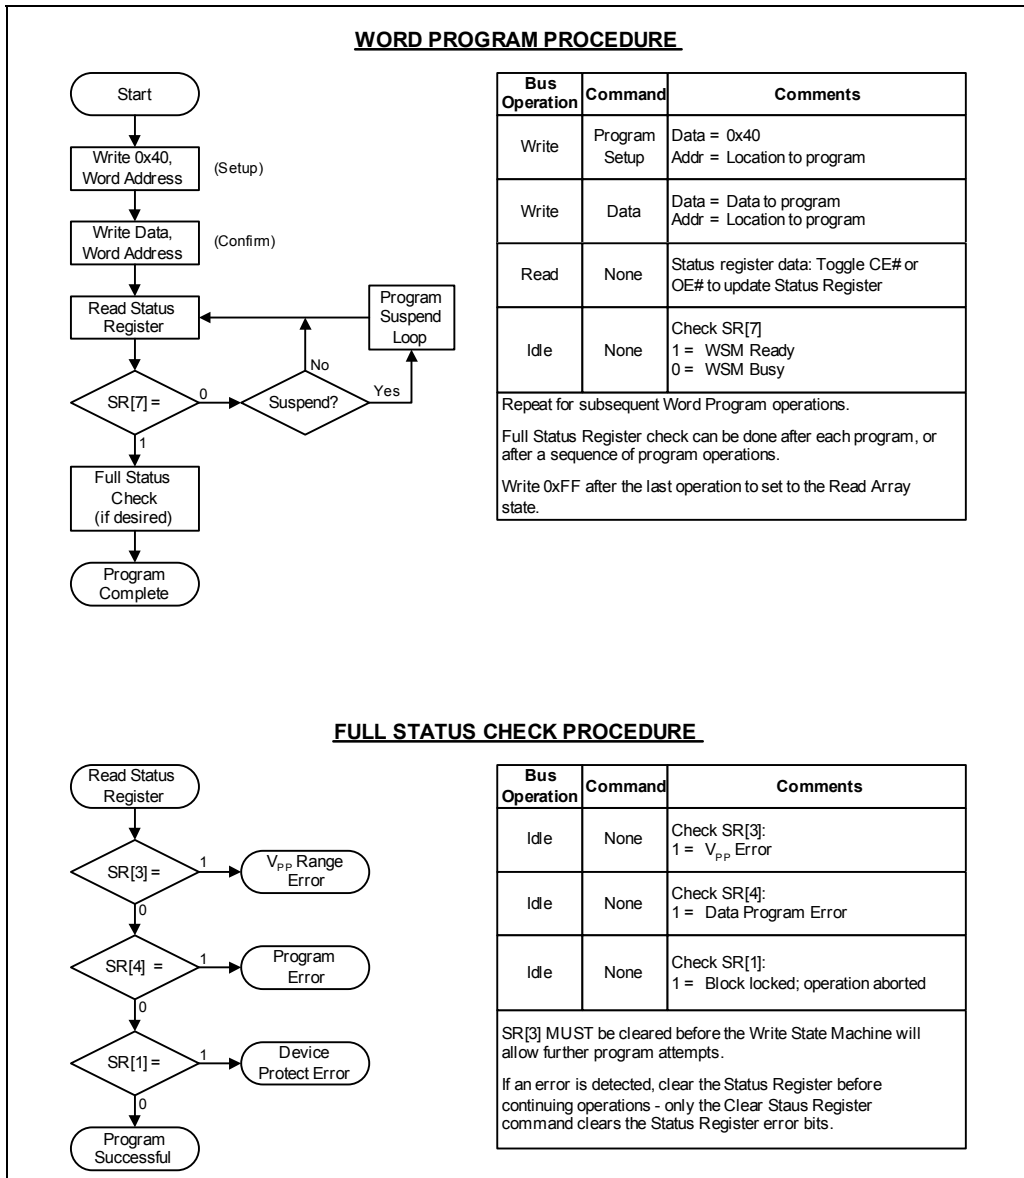 WORD PROGRAM PROCEDURE
Start
Write 0x40,
Word Address
(Setup)
Write Data,
Word Address
(Confirm)
Read Status
Register
Program
Suspend
Loop
No
SR[7] =
0
Suspend?
Yes
1
Full Status
Check
(if desired)
Program
Complete
Bus
Operation
Command
Comments
Write
Program
Setup
Data = 0x40
Addr = Location to program
Write
Data
Data = Data to program
Addr = Location to program
Read
None
Status register data: Toggle CE# or
OE# to update Status Register
Idle
None
Check SR[7]
1 = WSM Ready
0 = WSM Busy
Repeat for subsequent Word Program operations.
Full Status Register check can be done after each program, or
after a sequence of program operations.
Write 0xFF after the last operation to set to the Read Array
state.
FULL STATUS CHECK PROCEDURE
Read Status
Register
SR[3] =
1
VPP Range
Error
0
SR[4] =
1
Program
Error
0
SR[1] =
1
Device
Protect Error
0
Program
Successful
Bus
Operation
Command
Comments
Idle
None
Check SR[3]:
1 = VPP Error
Idle
None
Check SR[4]:
1 = Data Program Error
Idle
None
Check SR[1]:
1 = Block locked; operation aborted
SR[3] MUST be cleared before the Write State Machine will
allow further program attempts.
If an error is detected, clear the Status Register before
continuing operations - only the Clear Staus Register
command clears the Status Register error bits.